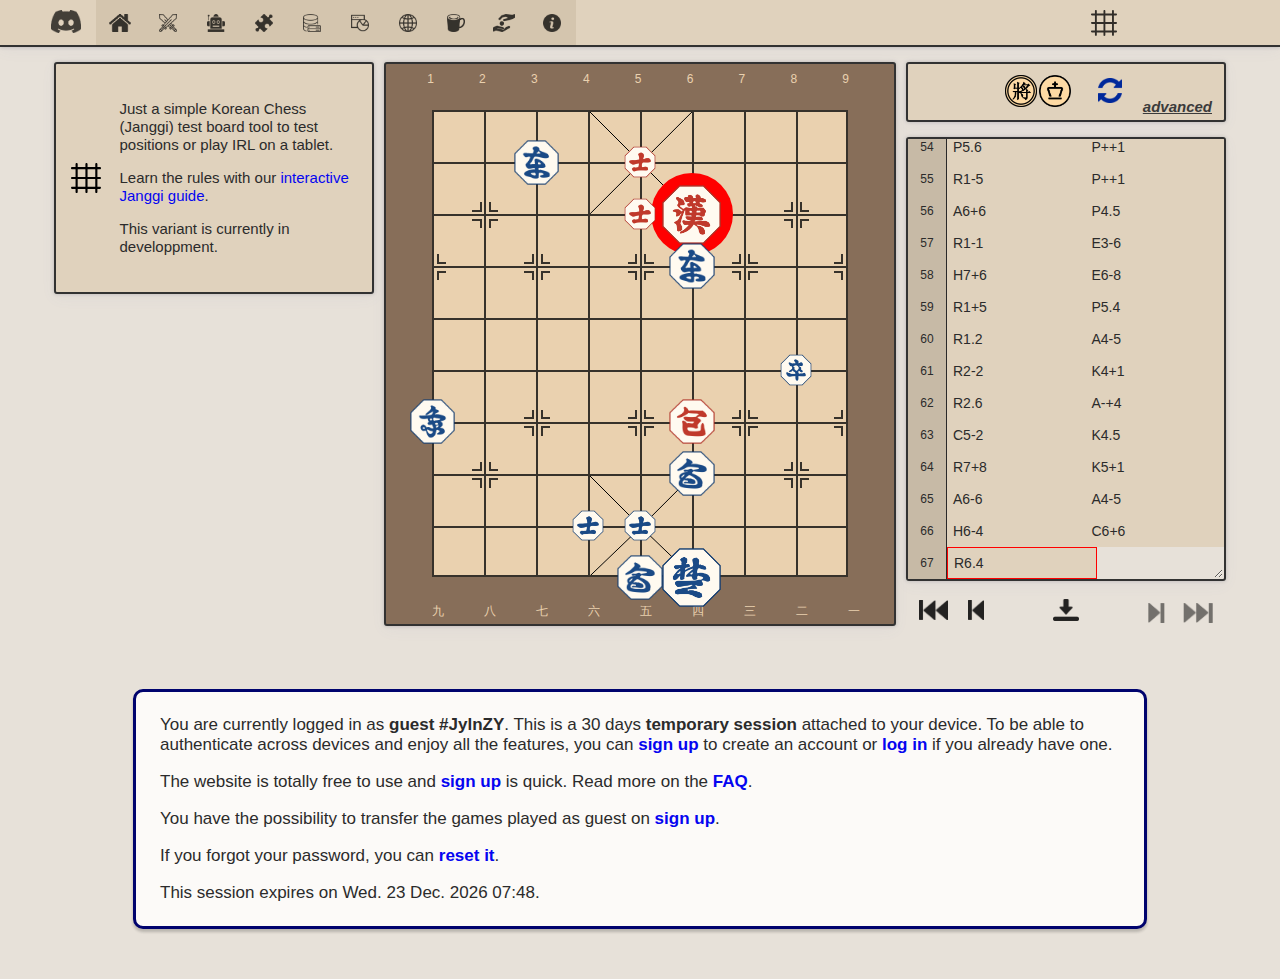 Just a simple Korean Chess
(Janggi) test board tool to test
positions or play IRL on a tablet.
Learn the rules with our interactive
Janggi guide.
This variant is currently in
developpment.
1 2 3 4 5 6 7 8 9
士
士 漢
卒
包
包
士 士
包 楚
九 八 七 六 五 四 三 二 一
將
advanced
54 P5.6 P++1
55 R1-5 P++1
56 A6+6 P4.5
57 R1-1 E3-6
58 H7+6 E6-8
59 R1+5 P5.4
60 R1.2 A4-5
61 R2-2 K4+1
62 R2.6 A-+4
63 C5-2 K4.5
64 R7+8 K5+1
65 A6-6 A4-5
66 H6-4 C6+6
67 R6.4
You are currently logged in as guest #JylnZY. This is a 30 days temporary session attached to your device. To be able to
authenticate across devices and enjoy all the features, you can sign up to create an account or log in if you already have one.
The website is totally free to use and sign up is quick. Read more on the FAQ.
You have the possibility to transfer the games played as guest on sign up.
If you forgot your password, you can reset it.
This session expires on Wed. 23 Dec. 2026 07:48.